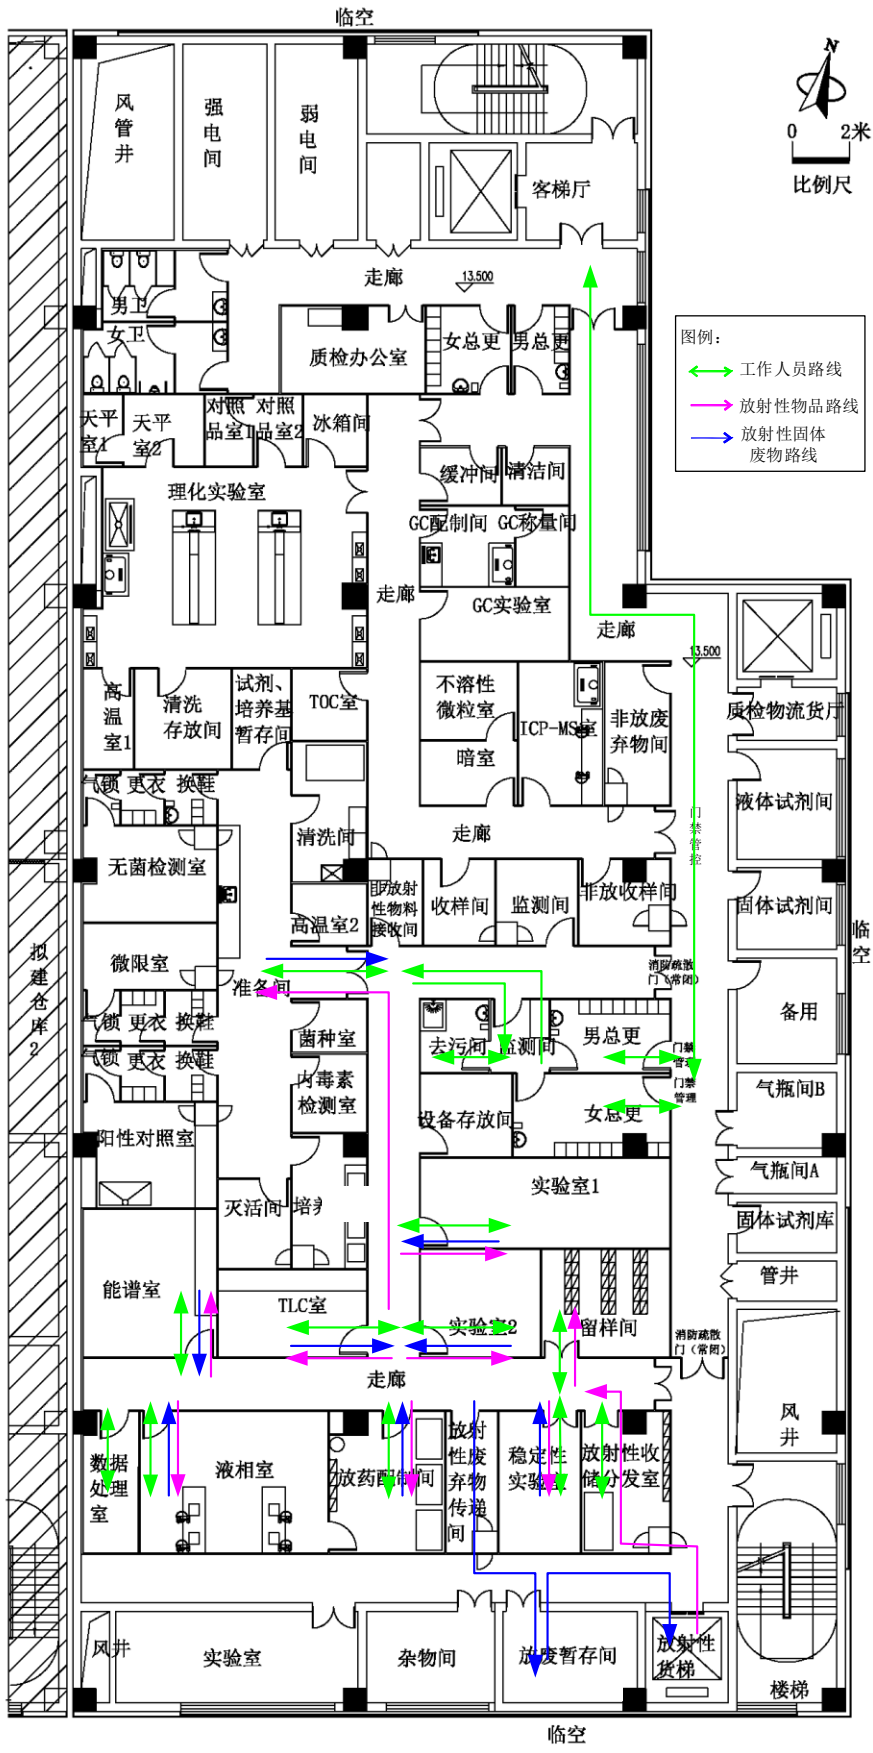 临空
N
0 2米
比例尺
风
管
井
强
电
间
弱
电
间
客梯厅
走廊
13.500
男卫
女卫
质检办公室
女总更
男总更
图例：
工作人员路线
放射性物品路线
放射性固体
废物路线
天平
室1
天平
室2
对照
品室1
对照
品室2
冰箱间
缓冲间
清洁间
理化实验室
GC配制间
GC称量间
走廊
GC实验室
走廊
13.500
高
温
室1
清洗
存放间
试剂、
培养基
暂存间
TOC室
不溶性
微粒室
ICP-MS室
非放废
弃物间
质检物流货厅
暗室
气锁 更衣 换鞋
清洗间
走廊
门
禁
管
控
液体试剂间
无菌检测室
高温室2
非放射
性物料
接收间
收样间
监测间
非放收样间
固体试剂间
临
空
拟
建
仓
库
2
微限室
准备间
消防疏散
门（常闭）
备用
气锁 更衣 换鞋
菌种室
去污间
监测间
男总更
门禁
管理
气锁 更衣 换鞋
内毒素
检测室
门禁
管理
气瓶间B
阳性对照室
设备存放间
女总更
气瓶间A
灭活间
培养
实验室1
固体试剂库
能谱室
TLC室
实验室2
留样间
管井
消防疏散
门（常闭）
走廊
风
井
数据
处理
室
液相室
放药配制间
放射
性废
弃物
传递
间
稳定性
实验室
放射性收
储分发室
风井
实验室
杂物间
放废暂存间
放射性
货梯
楼梯
临空